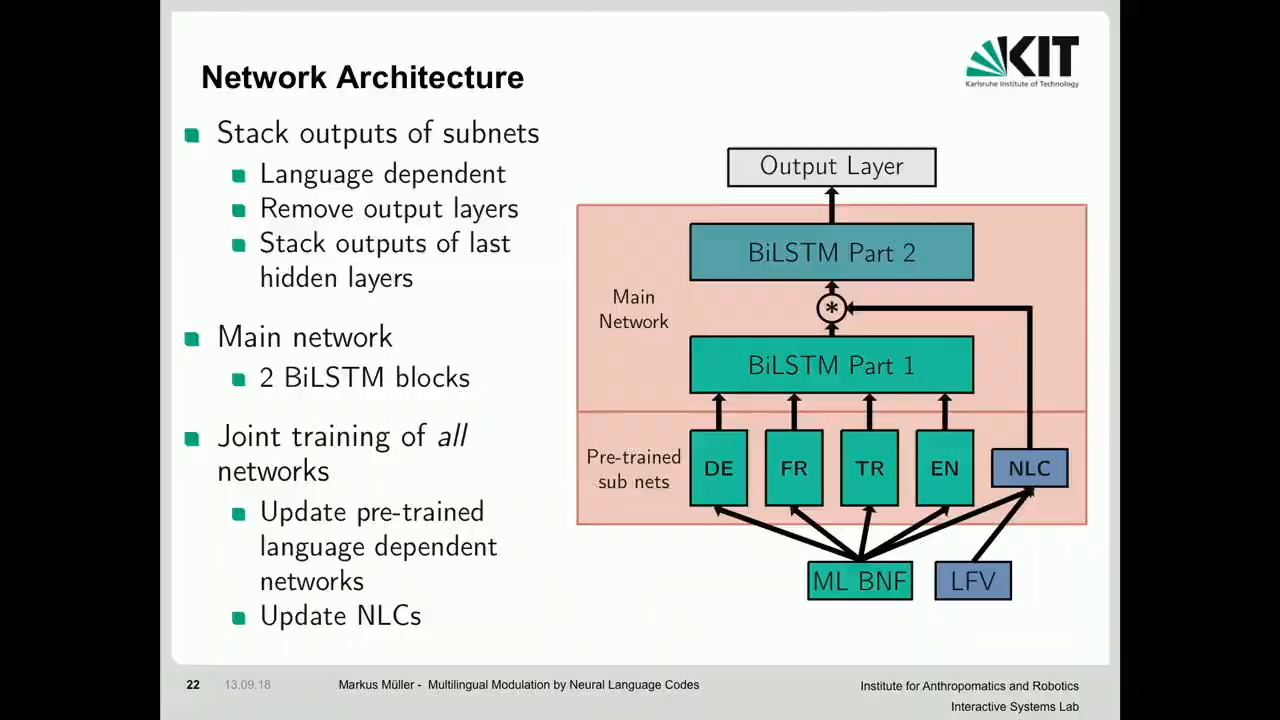 Network Architecture
KIT
Karlsruhe Institute of Technology
Stack outputs of subnets
Language dependent
Remove output layers
Stack outputs of last
hidden layers
Main network
2 BiLSTM blocks
Joint training of all
networks
Update pre-trained
language dependent
networks
Update NLCs
Output Layer
BiLSTM Part 2
Main
Network
*
BiLSTM Part 1
Pre-trained
sub nets
DE FR TR EN NLC
ML BNF LFV
22 13.09.18 Markus Müller - Multilingual Modulation by Neural Language Codes
Institute for Anthropomatics and Robotics
Interactive Systems Lab